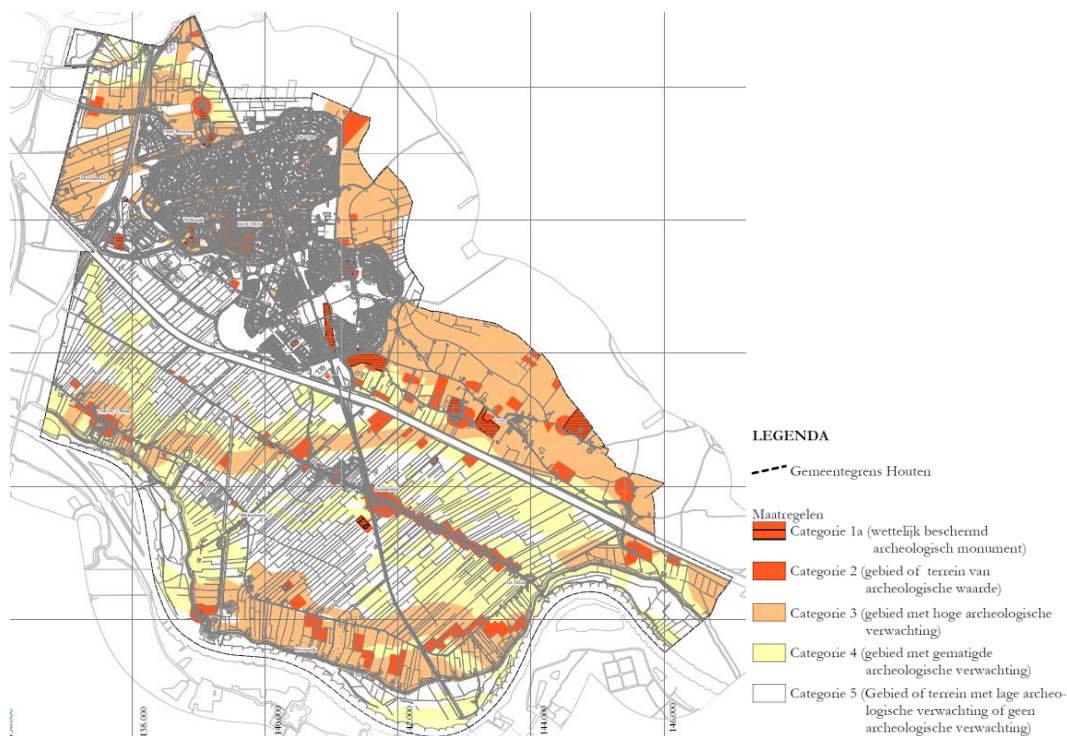 HOUTEN
138.000
140.000
142.000
144.000
146.000
LEGENDA
Gemeentegrens Houten
Maatregelen
Categorie 1a (wettelijk beschermd
archeologisch monument)
Categorie 2 (gebied of terrein van
archeologische waarde)
Categorie 3 (gebied met hoge archeologische
verwachting)
Categorie 4 (gebied met gematigde
archeologische verwachting)
Categorie 5 (Gebied of terrein met lage archeo-
logische verwachting of geen
archeologische verwachting)